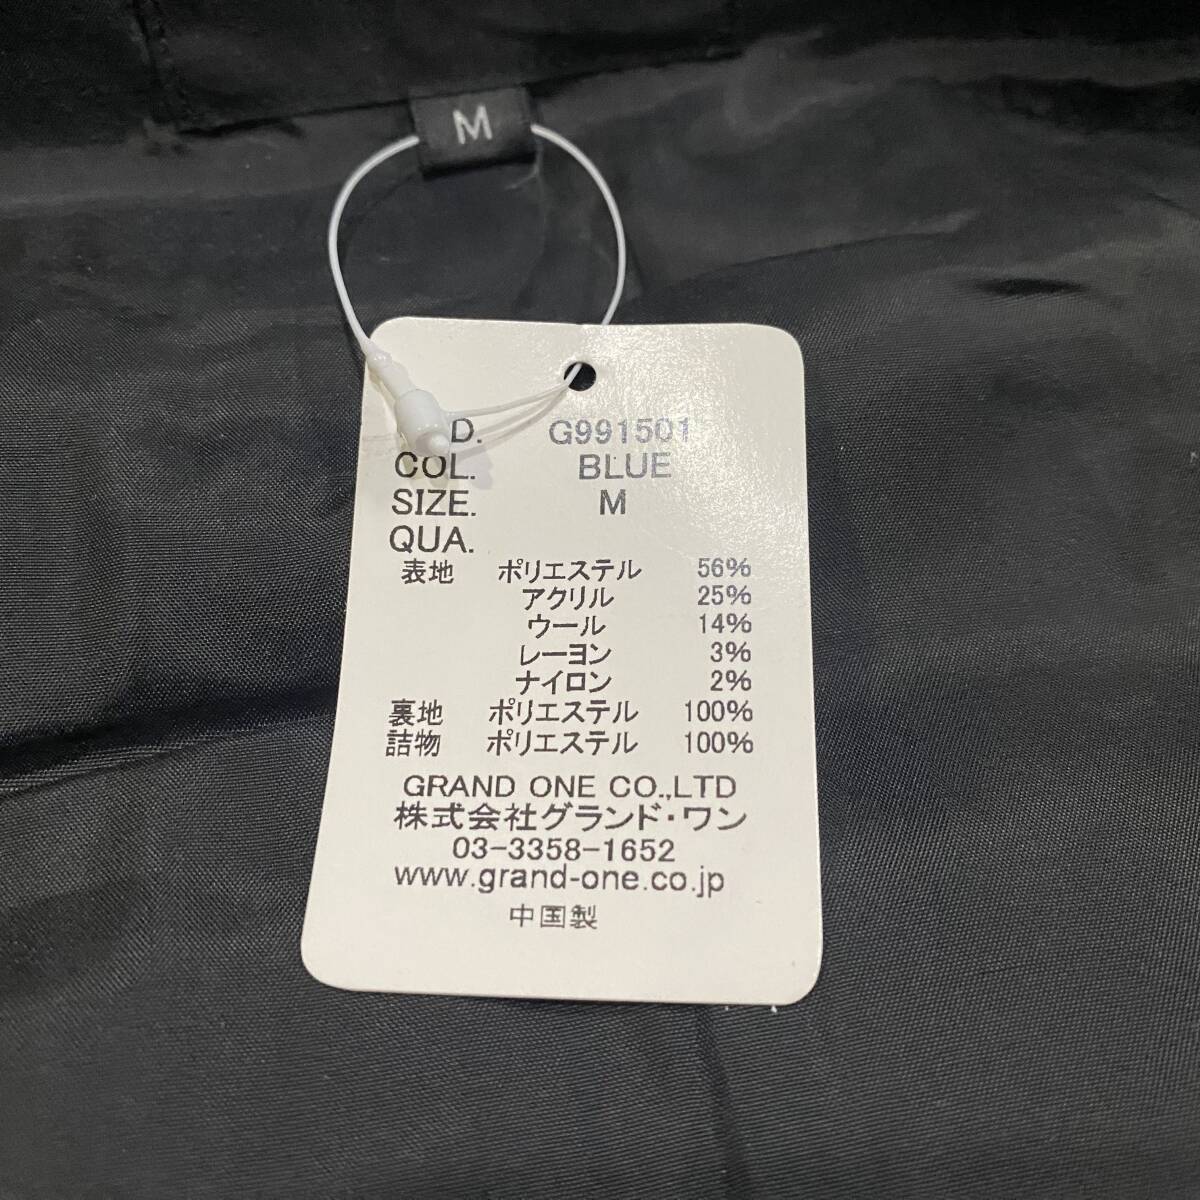 M
D. G991501
COL. BLUE
SIZE. M
QUA.
表地 ポリエステル 56%
アクリル 25%
ウール 14%
レーヨン 3%
ナイロン 2%
裏地 ポリエステル 100%
詰物 ポリエステル 100%
GRAND ONE CO.,LTD
株式会社グランド・ワン
03-3358-1652
www.grand-one.co.jp
中国製